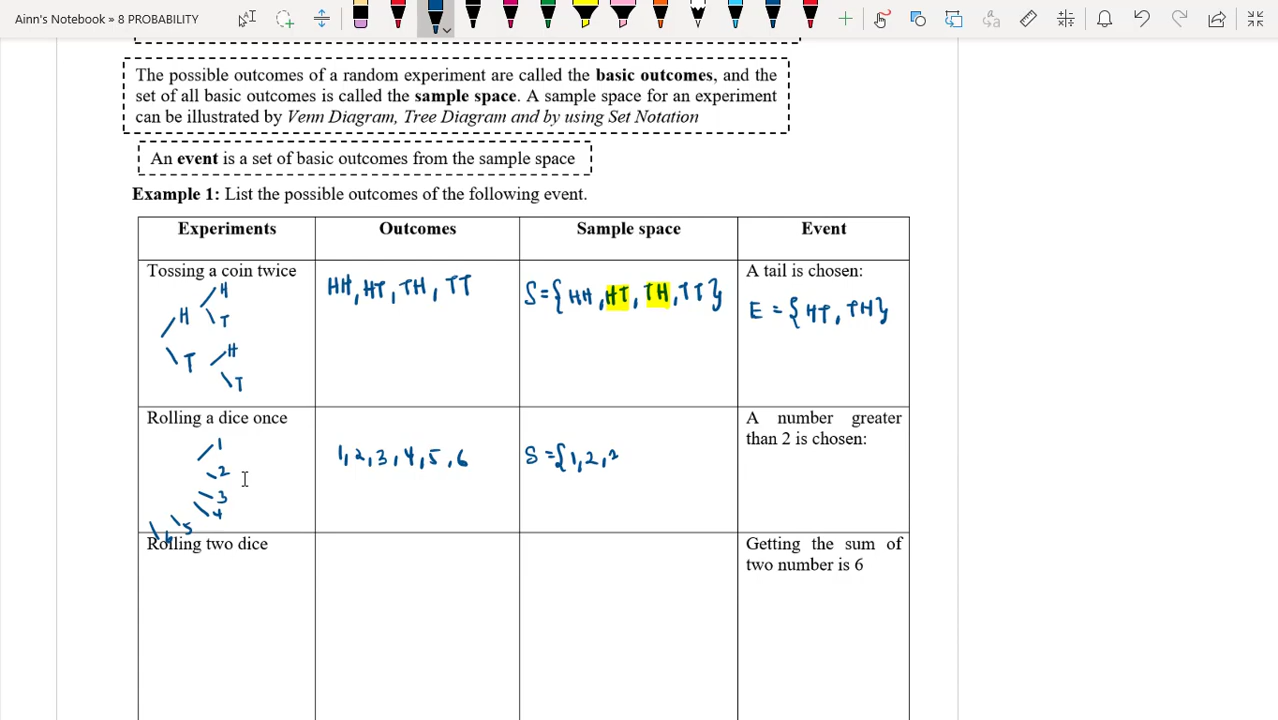 Ainn's Notebook » 8 PROBABILITY
The possible outcomes of a random experiment are called the basic outcomes, and the
set of all basic outcomes is called the sample space. A sample space for an experiment
can be illustrated by Venn Diagram, Tree Diagram and by using Set Notation
An event is a set of basic outcomes from the sample space
Example 1: List the possible outcomes of the following event.
Experiments Outcomes Sample space Event
Tossing a coin twice
H
H
T
T
H
T
HH, HT, TH, TT
S={HH, HT, TH, TT}
A tail is chosen:
E = {HT, TH}
Rolling a dice once
1
2
3
4
5
6
1, 2, 3, 4, 5, 6
S={1, 2,
A number greater
than 2 is chosen:
Rolling two dice
Getting the sum of
two number is 6